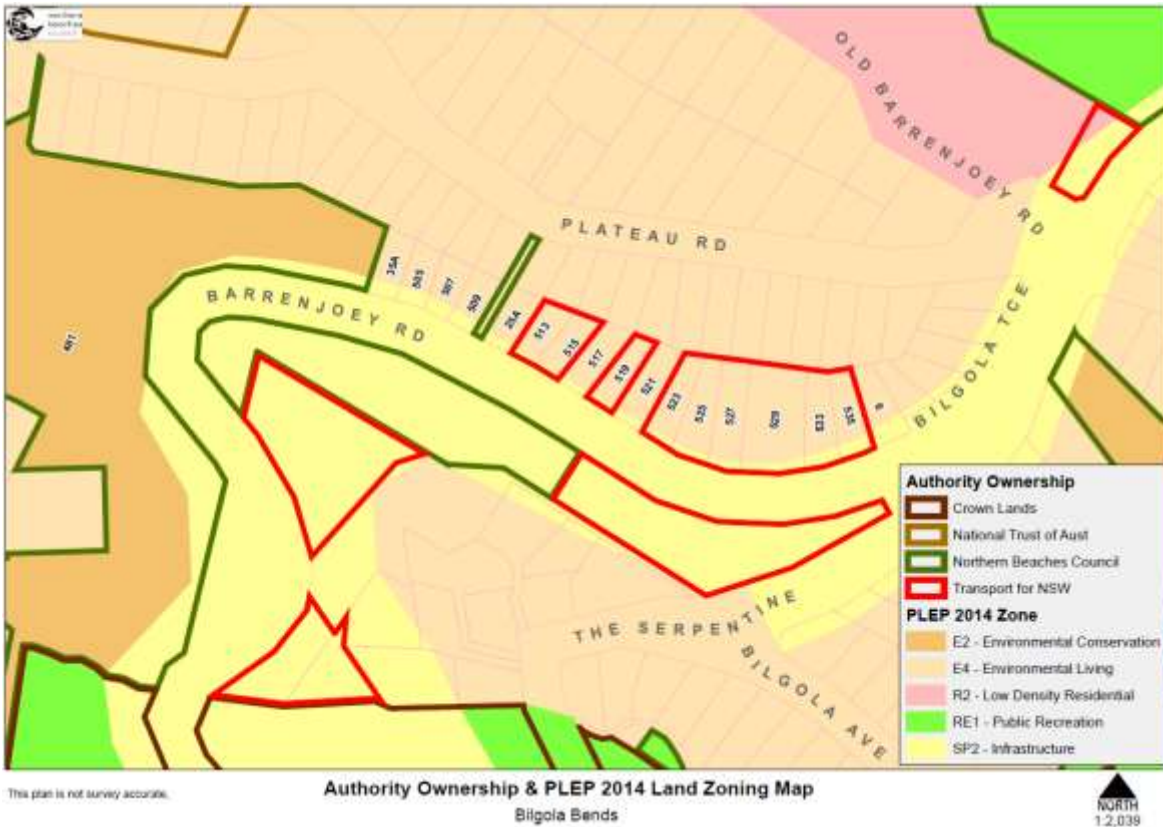 OLD BARRENJOEY RD
PLATEAU RD
BARRENJOEY RD
BILGOLA TCE
35A
505
507
509
25A
513
515
517
519
521
523
525
527
529
533
535
481
THE SERPENTINE
BILGOLA AVE
Authority Ownership
Crown Lands
National Trust of Aust
Northern Beaches Council
Transport for NSW
PLEP 2014 Zone
E2 - Environmental Conservation
E4 - Environmental Living
R2 - Low Density Residential
RE1 - Public Recreation
SP2 - Infrastructure
This plan is not survey accurate.
Authority Ownership & PLEP 2014 Land Zoning Map
Bilgola Bends
NORTH
1:2,039